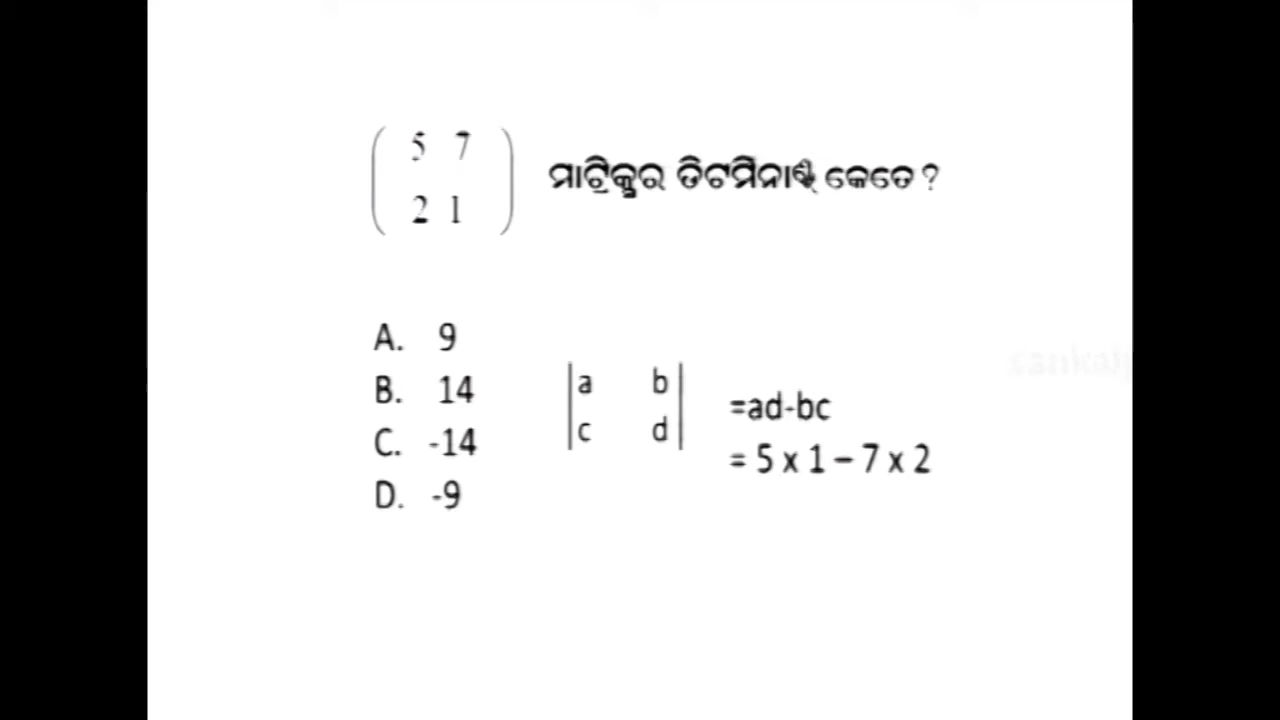 5 7
2 1
ମାଟ୍ରିକ୍ସର ଡିଟର୍ମିନାଣ୍ଟ୍ କେତେ ?
A. 9
B. 14
C. -14
D. -9
a b
c d
=ad-bc
= 5 x 1 – 7 x 2